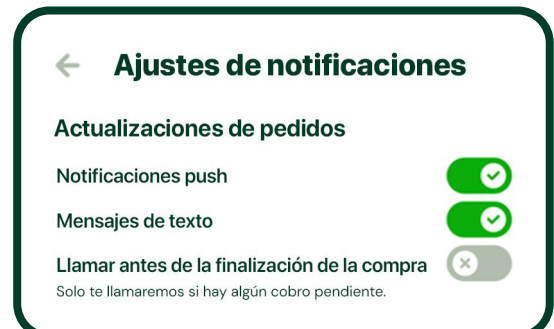 Ajustes de notificaciones
Actualizaciones de pedidos
Notificaciones push
Mensajes de texto
Llamar antes de la finalización de la compra
Solo te llamaremos si hay algún cobro pendiente.